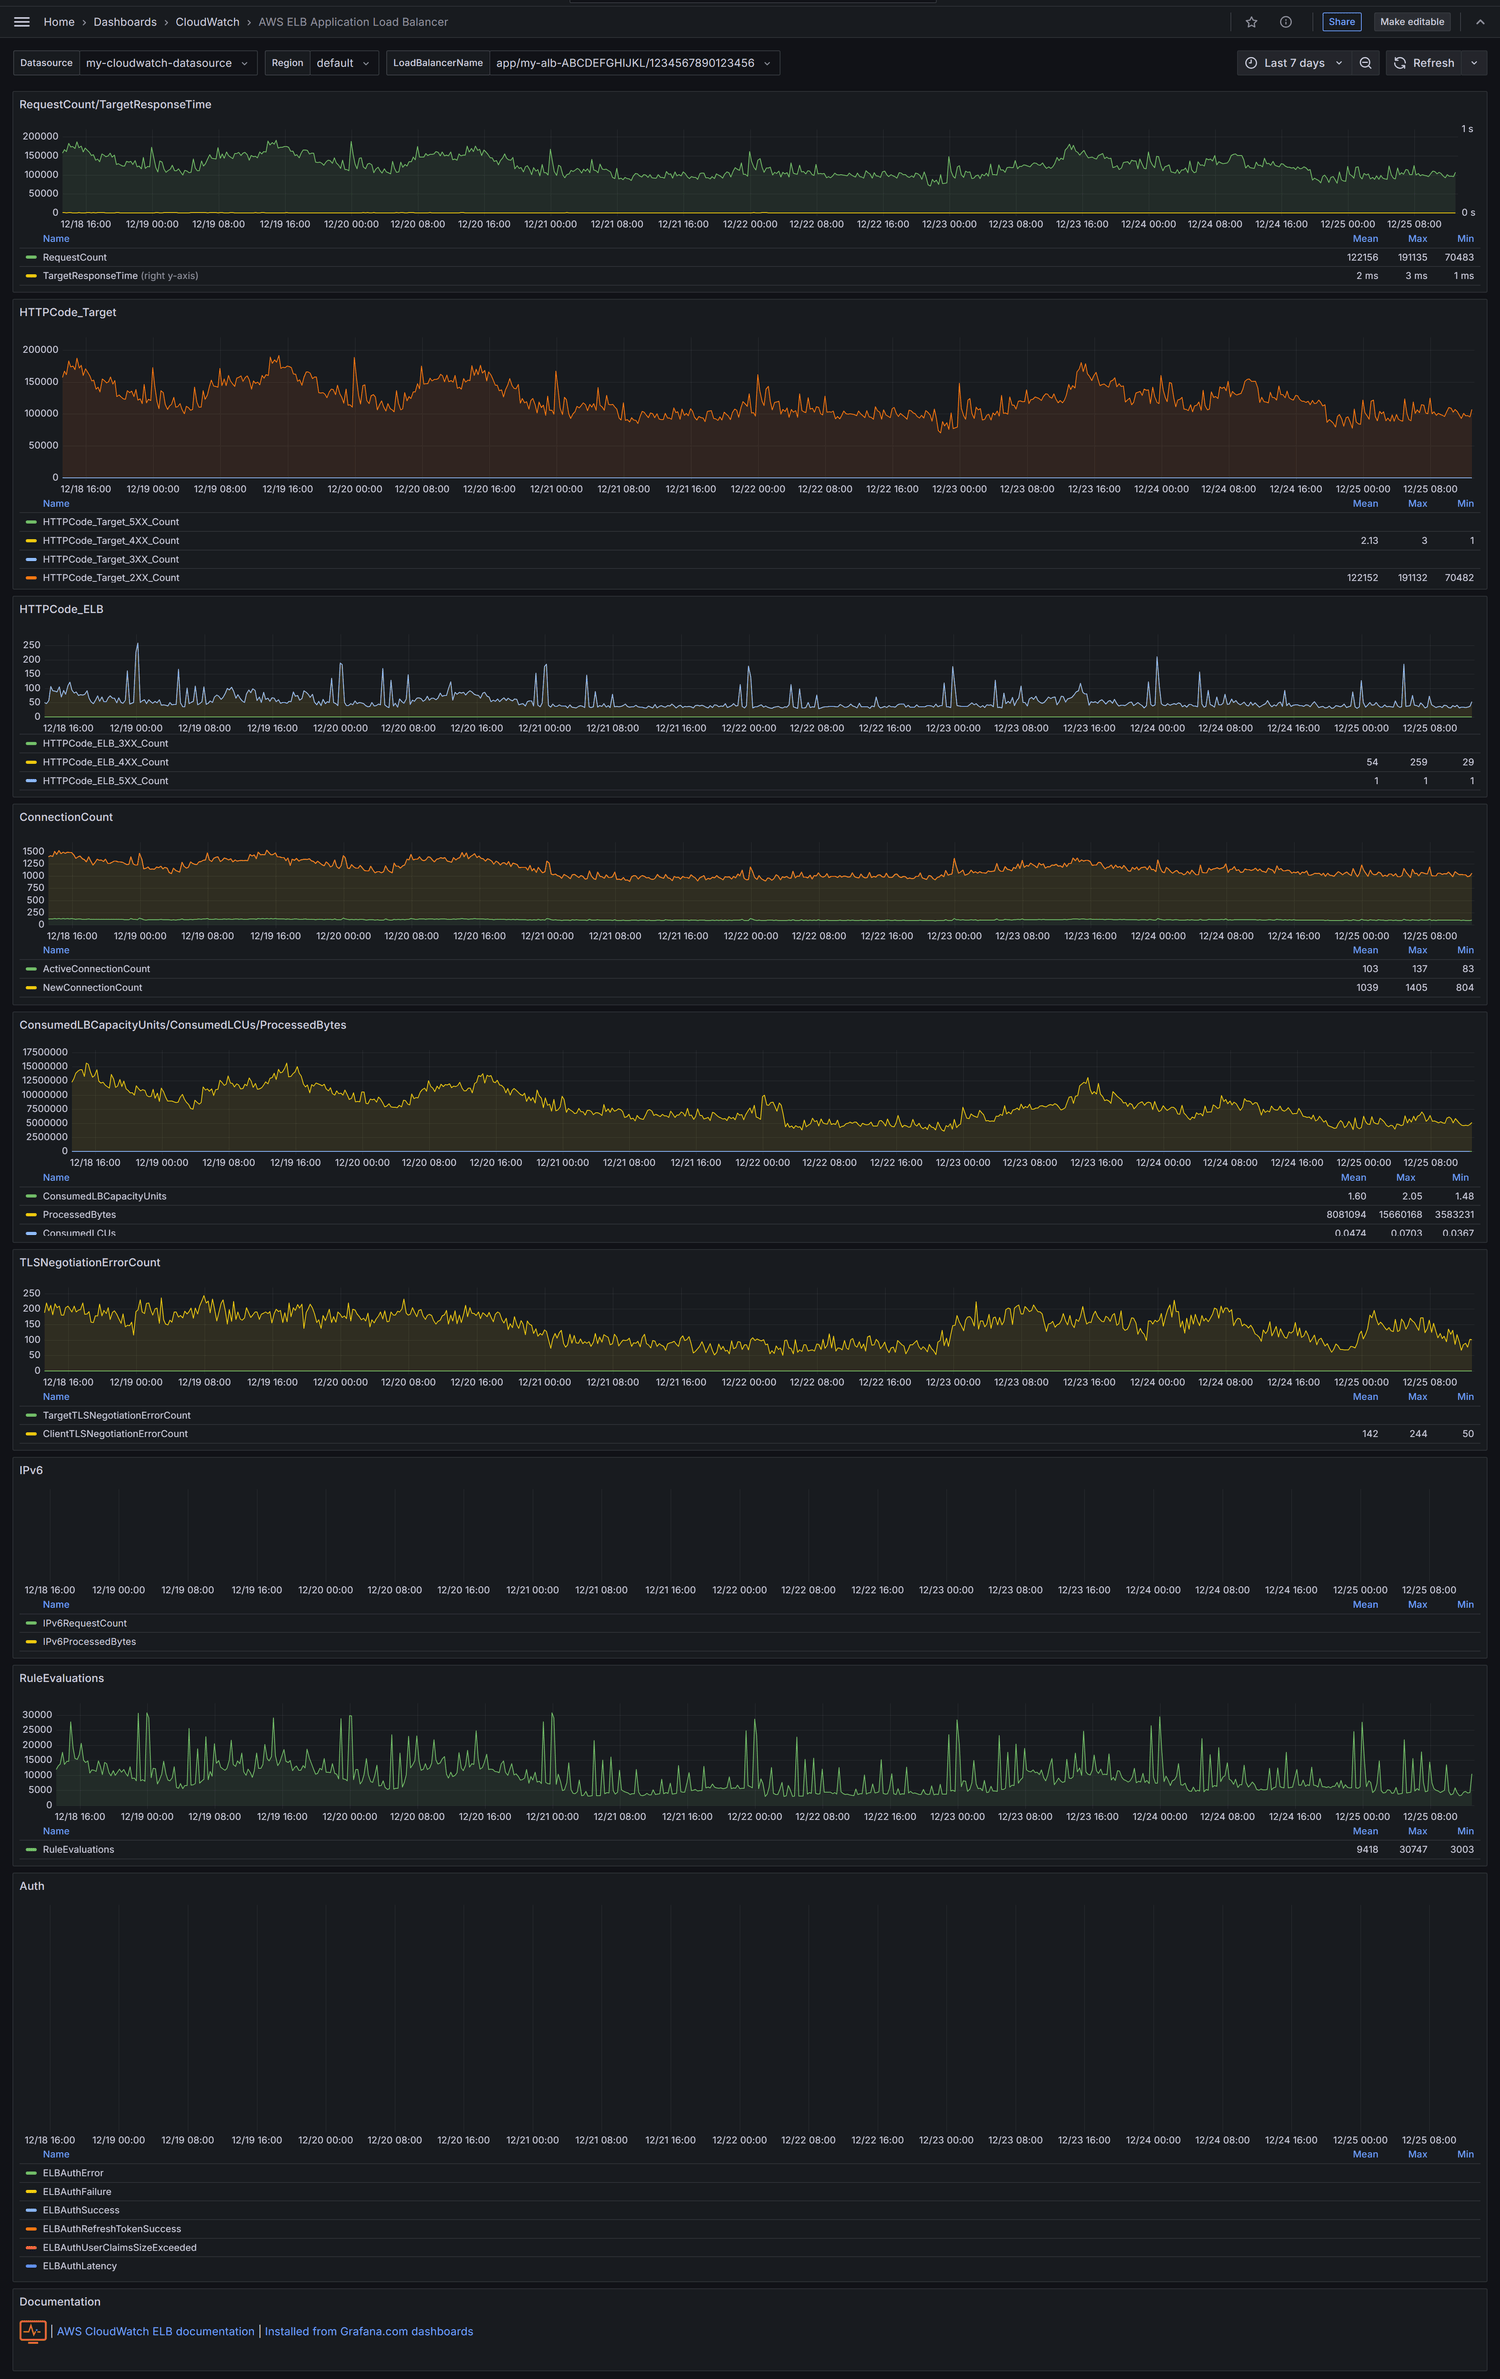 Home › Dashboards › CloudWatch › AWS ELB Application Load Balancer
Share
Make editable
Datasource my-cloudwatch-datasource Region default LoadBalancerName app/my-alb-ABCDEFGHIJKL/1234567890123456 Last 7 days Refresh
RequestCount/TargetResponseTime
1 s
200000
150000
100000
50000
0
0 s
12/18 16:00 12/19 00:00 12/19 08:00 12/19 16:00 12/20 00:00 12/20 08:00 12/20 16:00 12/21 00:00 12/21 08:00 12/21 16:00 12/22 00:00 12/22 08:00 12/22 16:00 12/23 00:00 12/23 08:00 12/23 16:00 12/24 00:00 12/24 08:00 12/24 16:00 12/25 00:00 12/25 08:00
Name Mean Max Min
RequestCount 122156 191135 70483
TargetResponseTime (right y-axis) 2 ms 3 ms 1 ms
HTTPCode_Target
200000
150000
100000
50000
0
12/18 16:00 12/19 00:00 12/19 08:00 12/19 16:00 12/20 00:00 12/20 08:00 12/20 16:00 12/21 00:00 12/21 08:00 12/21 16:00 12/22 00:00 12/22 08:00 12/22 16:00 12/23 00:00 12/23 08:00 12/23 16:00 12/24 00:00 12/24 08:00 12/24 16:00 12/25 00:00 12/25 08:00
Name Mean Max Min
HTTPCode_Target_5XX_Count
HTTPCode_Target_4XX_Count 2.13 3 1
HTTPCode_Target_3XX_Count
HTTPCode_Target_2XX_Count 122152 191132 70482
HTTPCode_ELB
250
200
150
100
50
0
12/18 16:00 12/19 00:00 12/19 08:00 12/19 16:00 12/20 00:00 12/20 08:00 12/20 16:00 12/21 00:00 12/21 08:00 12/21 16:00 12/22 00:00 12/22 08:00 12/22 16:00 12/23 00:00 12/23 08:00 12/23 16:00 12/24 00:00 12/24 08:00 12/24 16:00 12/25 00:00 12/25 08:00
HTTPCode_ELB_3XX_Count
HTTPCode_ELB_4XX_Count 54 259 29
HTTPCode_ELB_5XX_Count 1 1 1
ConnectionCount
1500
1250
1000
750
500
250
0
12/18 16:00 12/19 00:00 12/19 08:00 12/19 16:00 12/20 00:00 12/20 08:00 12/20 16:00 12/21 00:00 12/21 08:00 12/21 16:00 12/22 00:00 12/22 08:00 12/22 16:00 12/23 00:00 12/23 08:00 12/23 16:00 12/24 00:00 12/24 08:00 12/24 16:00 12/25 00:00 12/25 08:00
Name Mean Max Min
ActiveConnectionCount 103 137 83
NewConnectionCount 1039 1405 804
ConsumedLBCapacityUnits/ConsumedLCUs/ProcessedBytes
17500000
15000000
12500000
10000000
7500000
5000000
2500000
0
12/18 16:00 12/19 00:00 12/19 08:00 12/19 16:00 12/20 00:00 12/20 08:00 12/20 16:00 12/21 00:00 12/21 08:00 12/21 16:00 12/22 00:00 12/22 08:00 12/22 16:00 12/23 00:00 12/23 08:00 12/23 16:00 12/24 00:00 12/24 08:00 12/24 16:00 12/25 00:00 12/25 08:00
Name Mean Max Min
ConsumedLBCapacityUnits 1.60 2.05 1.48
ProcessedBytes 8081094 15660168 3583231
ConsumedLCUs 0.0474 0.0703 0.0367
TLSNegotiationErrorCount
250
200
150
100
50
0
12/18 16:00 12/19 00:00 12/19 08:00 12/19 16:00 12/20 00:00 12/20 08:00 12/20 16:00 12/21 00:00 12/21 08:00 12/21 16:00 12/22 00:00 12/22 08:00 12/22 16:00 12/23 00:00 12/23 08:00 12/23 16:00 12/24 00:00 12/24 08:00 12/24 16:00 12/25 00:00 12/25 08:00
Name Mean Max Min
TargetTLSNegotiationErrorCount
ClientTLSNegotiationErrorCount 142 244 50
IPv6
12/18 16:00 12/19 00:00 12/19 08:00 12/19 16:00 12/20 00:00 12/20 08:00 12/20 16:00 12/21 00:00 12/21 08:00 12/21 16:00 12/22 00:00 12/22 08:00 12/22 16:00 12/23 00:00 12/23 08:00 12/23 16:00 12/24 00:00 12/24 08:00 12/24 16:00 12/25 00:00 12/25 08:00
Name Mean Max Min
IPv6RequestCount
IPv6ProcessedBytes
RuleEvaluations
30000
25000
20000
15000
10000
5000
0
12/18 16:00 12/19 00:00 12/19 08:00 12/19 16:00 12/20 00:00 12/20 08:00 12/20 16:00 12/21 00:00 12/21 08:00 12/21 16:00 12/22 00:00 12/22 08:00 12/22 16:00 12/23 00:00 12/23 08:00 12/23 16:00 12/24 00:00 12/24 08:00 12/24 16:00 12/25 00:00 12/25 08:00
Name Mean Max Min
RuleEvaluations 9418 30747 3003
Auth
12/18 16:00 12/19 00:00 12/19 08:00 12/19 16:00 12/20 00:00 12/20 08:00 12/20 16:00 12/21 00:00 12/21 08:00 12/21 16:00 12/22 00:00 12/22 08:00 12/22 16:00 12/23 00:00 12/23 08:00 12/23 16:00 12/24 00:00 12/24 08:00 12/24 16:00 12/25 00:00 12/25 08:00
Name Mean Max Min
ELBAuthError
ELBAuthFailure
ELBAuthSuccess
ELBAuthRefreshTokenSuccess
ELBAuthUserClaimsSizeExceeded
ELBAuthLatency
Documentation
| AWS CloudWatch ELB documentation | Installed from Grafana.com dashboards